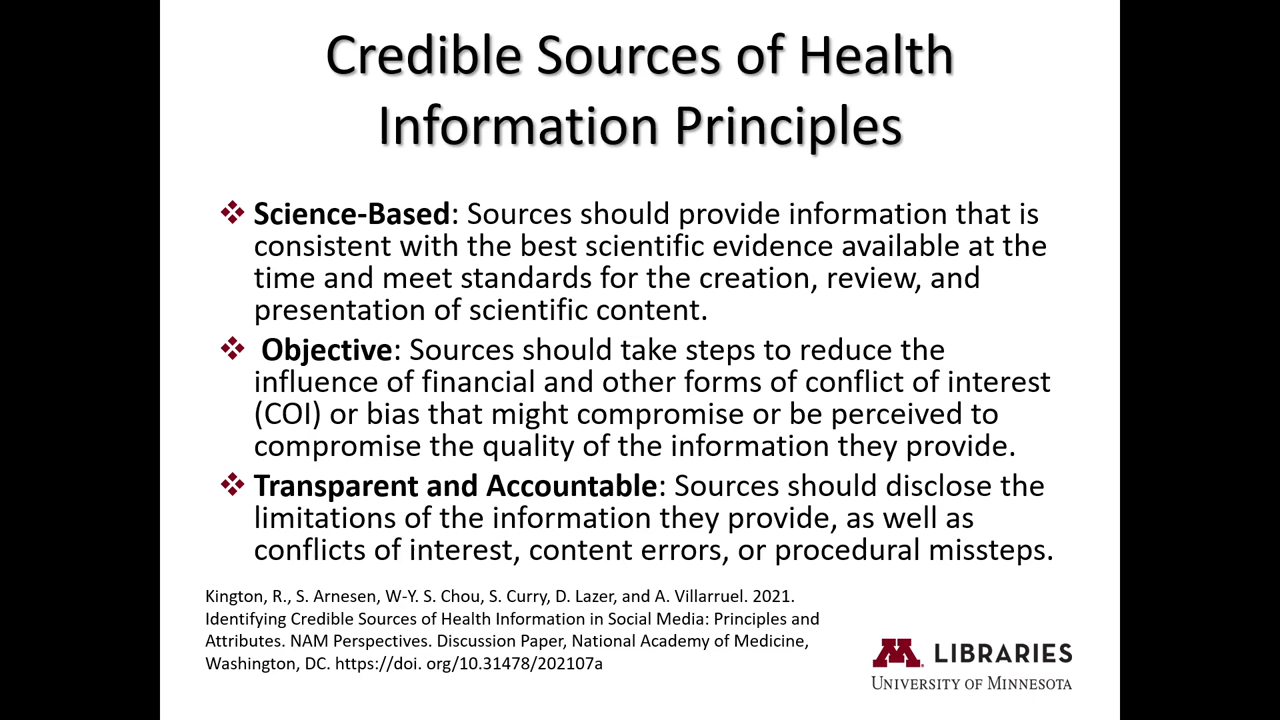 Credible Sources of Health
Information Principles
Science-Based: Sources should provide information that is
consistent with the best scientific evidence available at the
time and meet standards for the creation, review, and
presentation of scientific content.
Objective: Sources should take steps to reduce the
influence of financial and other forms of conflict of interest
(COI) or bias that might compromise or be perceived to
compromise the quality of the information they provide.
Transparent and Accountable: Sources should disclose the
limitations of the information they provide, as well as
conflicts of interest, content errors, or procedural missteps.
Kington, R., S. Arnesen, W-Y. S. Chou, S. Curry, D. Lazer, and A. Villarruel. 2021.
Identifying Credible Sources of Health Information in Social Media: Principles and
Attributes. NAM Perspectives. Discussion Paper, National Academy of Medicine,
Washington, DC. https://doi. org/10.31478/202107a
M LIBRARIES
UNIVERSITY OF MINNESOTA